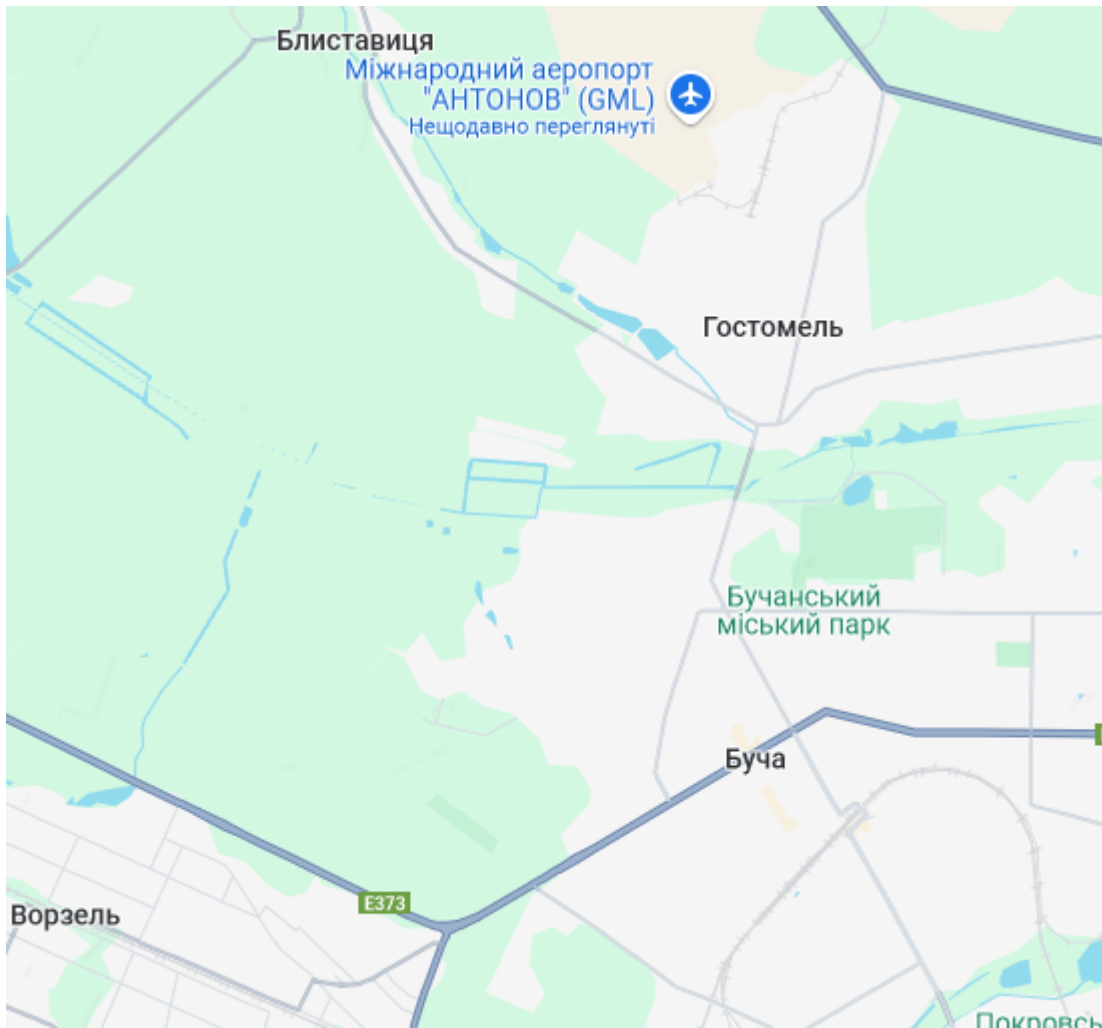 Блиставиця
Міжнародний аеропорт
"АНТОНОВ" (GML)
Нещодавно переглянуті
Гостомель
Бучанський
міський парк
Буча
E373
Ворзель